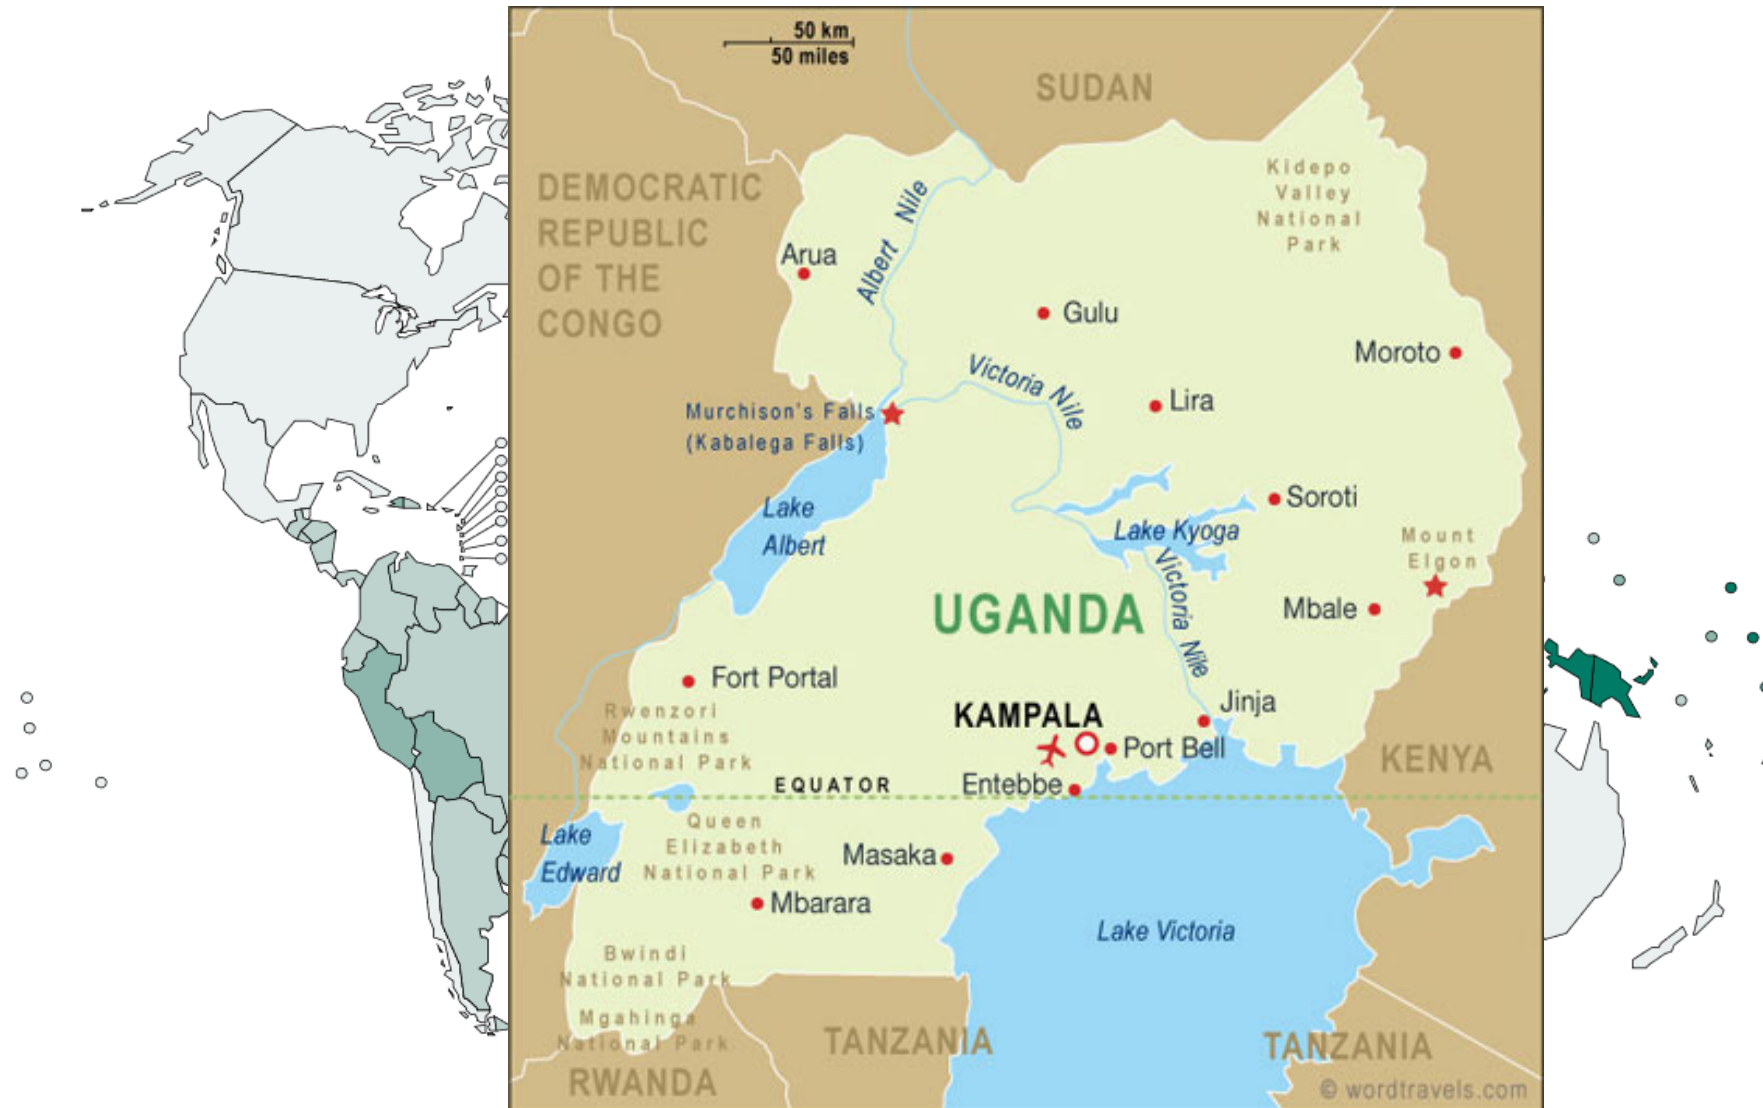 50 km
50 miles
SUDAN
Kidepo
Valley
National
Park
DEMOCRATIC
REPUBLIC
OF THE
CONGO
Albert Nile
Arua
Gulu
Moroto
Victoria Nile
Lira
Murchison's Falls
(Kabalega Falls)
Lake
Albert
Soroti
Lake Kyoga
Mount
Elgon
Victoria Nile
UGANDA
Mbale
Fort Portal
Rwenzori
Mountains
National Park
KAMPALA
Jinja
Port Bell
KENYA
EQUATOR
Entebbe
Lake
Edward
Queen
Elizabeth
National Park
Masaka
Mbarara
Lake Victoria
Bwindi
National Park
Mgahinga
National Park
TANZANIA
TANZANIA
RWANDA
© wordtravels.com